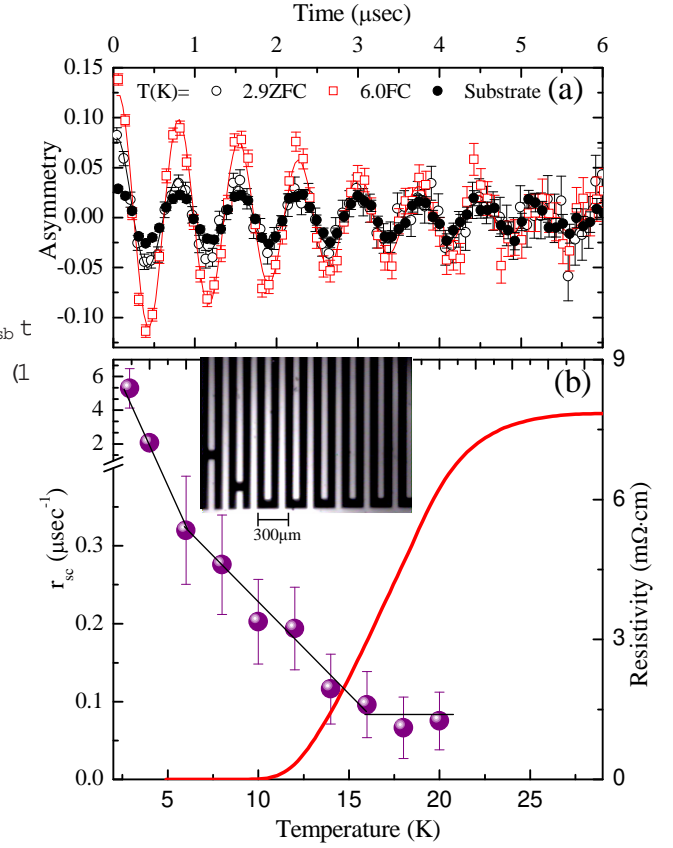 Time (μsec)
0 1 2 3 4 5 6
0.15
0.10
0.05
0.00
-0.05
-0.10
Asymmetry
T(K)= 2.9ZFC 6.0FC Substrate (a)
sb t
(1
(b)
6
4
2
0.3
0.2
0.1
0.0
r_sc (μsec⁻¹)
300μm
9
6
3
0
Resistivity (mΩ·cm)
5 10 15 20 25
Temperature (K)